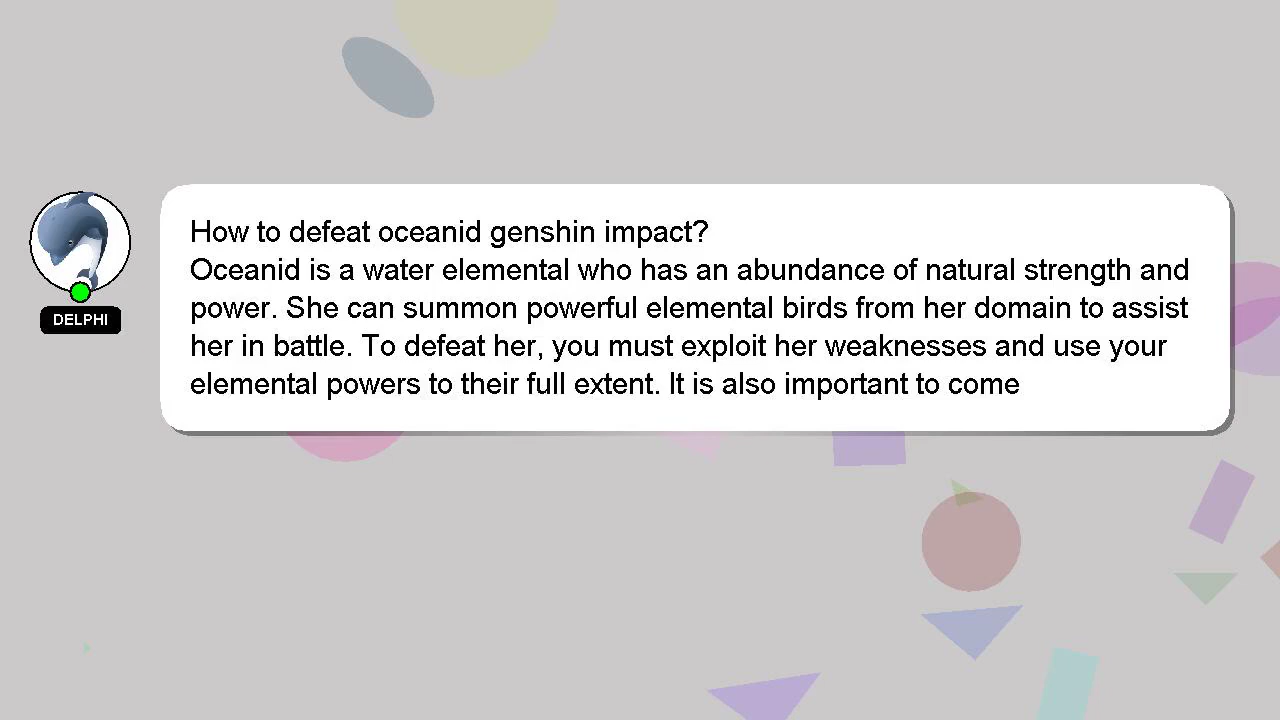 How to defeat oceanid genshin impact?
Oceanid is a water elemental who has an abundance of natural strength and
power. She can summon powerful elemental birds from her domain to assist
her in battle. To defeat her, you must exploit her weaknesses and use your
elemental powers to their full extent. It is also important to come
DELPHI